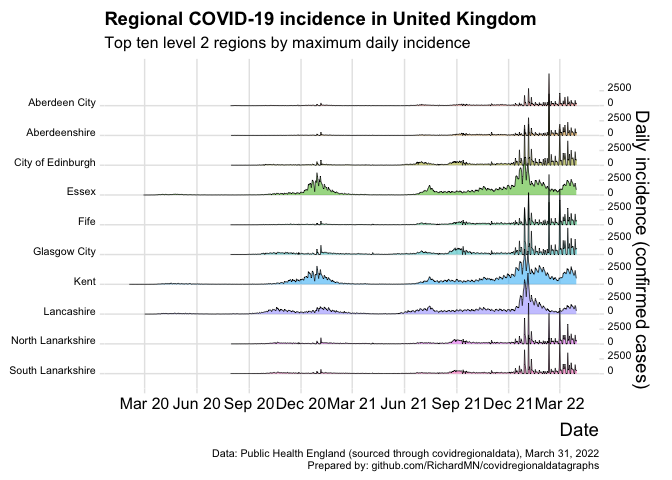 Regional COVID-19 incidence in United Kingdom
Top ten level 2 regions by maximum daily incidence
Aberdeen City
Aberdeenshire
City of Edinburgh
Essex
Fife
Glasgow City
Kent
Lancashire
North Lanarkshire
South Lanarkshire
2500
0
2500
0
2500
0
2500
0
2500
0
2500
0
2500
0
2500
0
2500
0
2500
0
Daily incidence (confirmed cases)
Mar 20 Jun 20 Sep 20 Dec 20 Mar 21 Jun 21 Sep 21 Dec 21 Mar 22
Date
Data: Public Health England (sourced through covidregionaldata), March 31, 2022
Prepared by: github.com/RichardMN/covidregionaldatagraphs